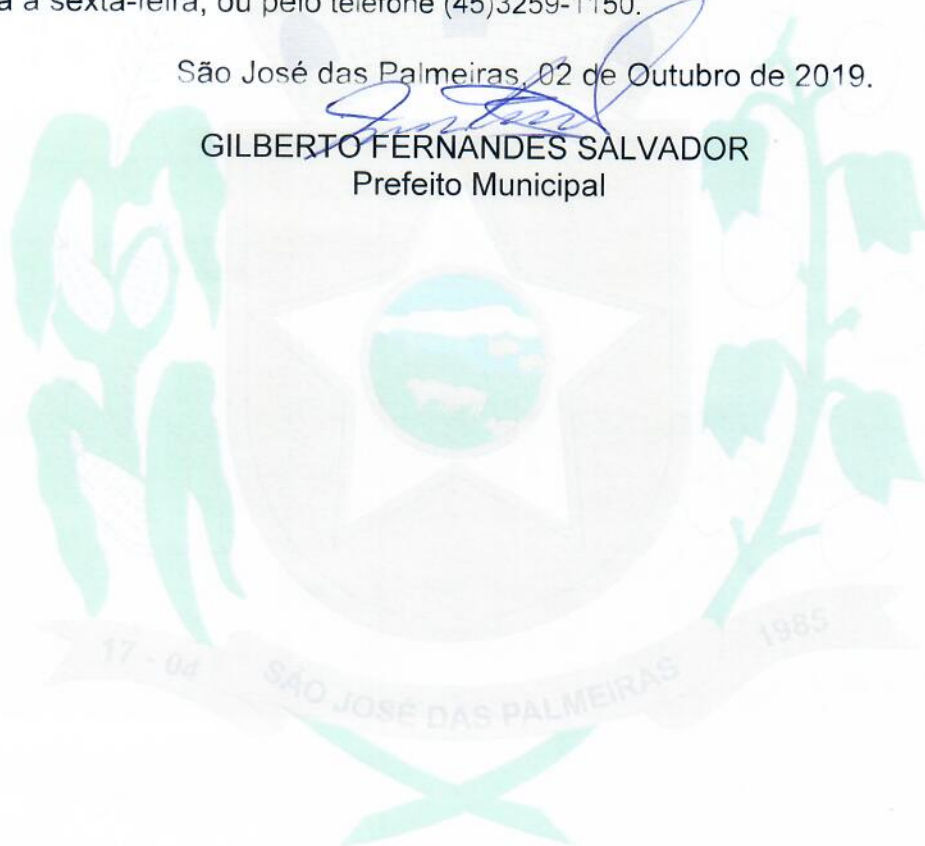 a a sexta-feira, ou pelo telefone (45)3259-1150.
São José das Palmeiras, 02 de Outubro de 2019.
GILBERTO FERNANDES SALVADOR
Prefeito Municipal
17 - 04 SÃO JOSÉ DAS PALMEIRAS 1985